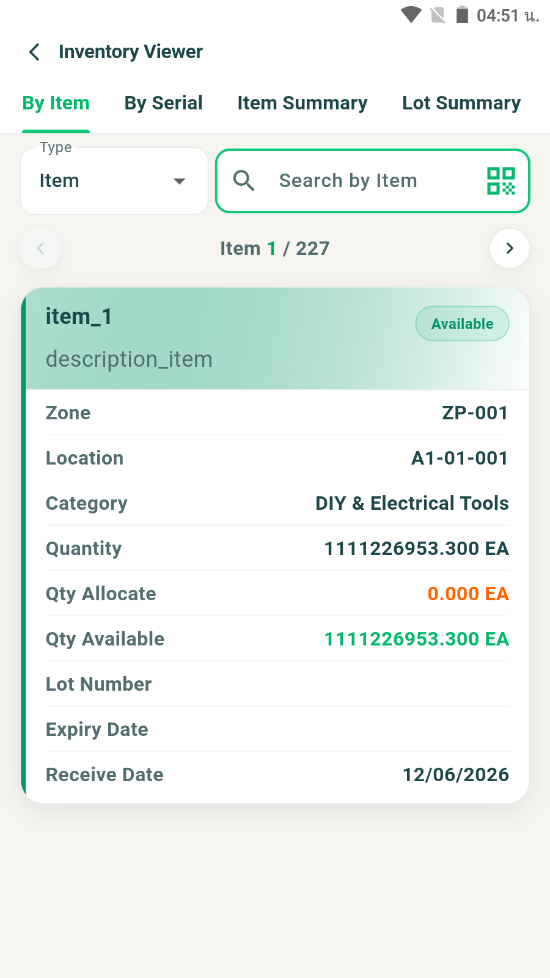 04:51 น.
Inventory Viewer
By Item By Serial Item Summary Lot Summary
Type
Item
Search by Item
Item 1 / 227
item_1
Available
description_item
Zone ZP-001
Location A1-01-001
Category DIY & Electrical Tools
Quantity 1111226953.300 EA
Qty Allocate 0.000 EA
Qty Available 1111226953.300 EA
Lot Number
Expiry Date
Receive Date 12/06/2026